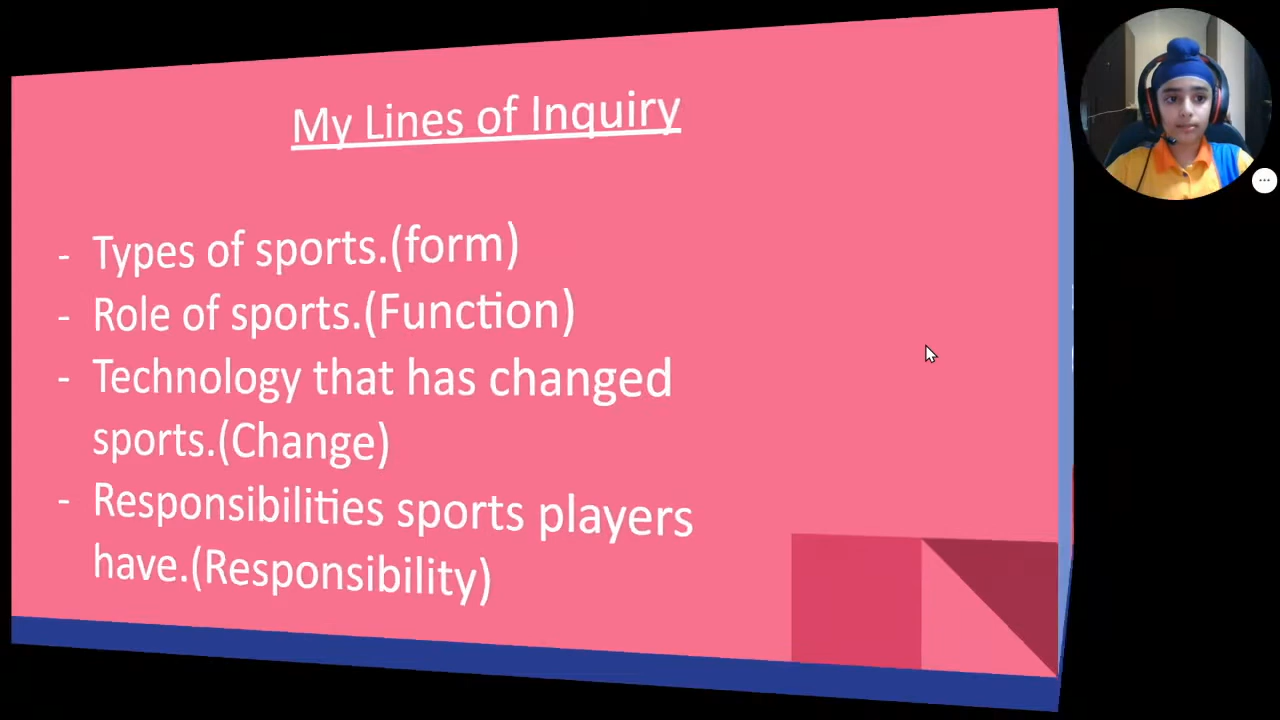 My Lines of Inquiry
- Types of sports.(form)
- Role of sports.(Function)
- Technology that has changed
sports.(Change)
- Responsibilities sports players
have.(Responsibility)